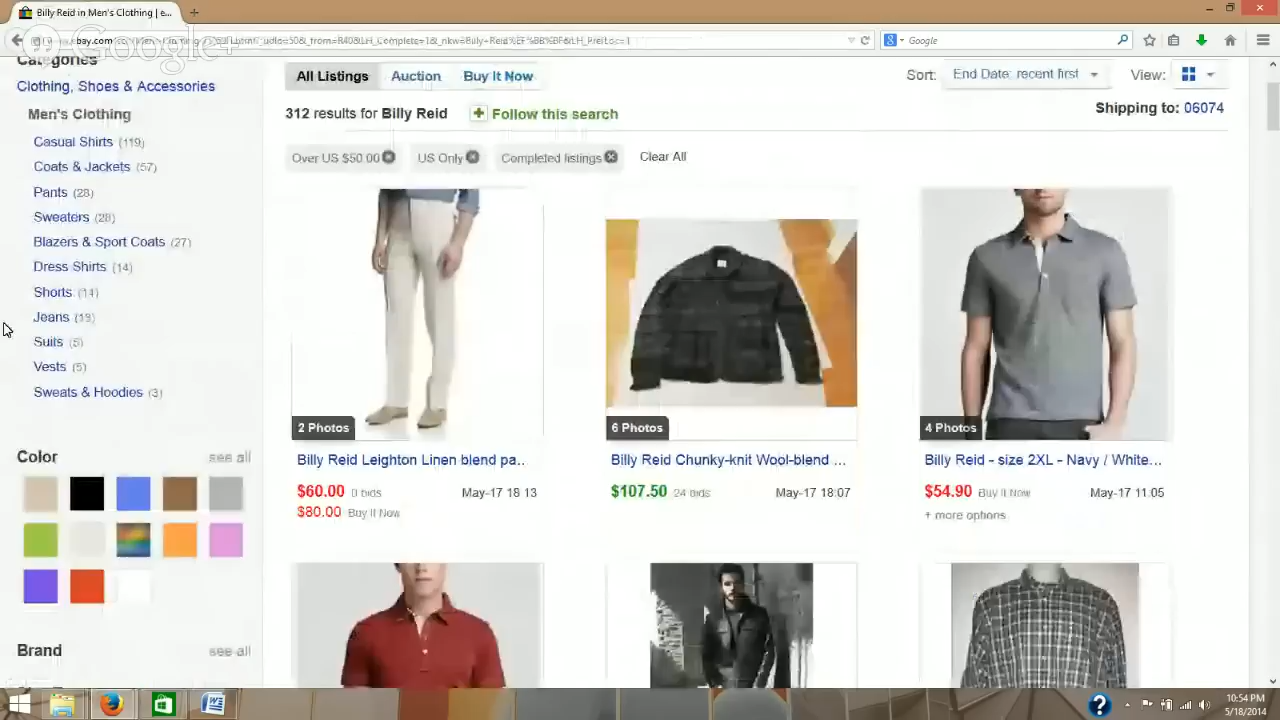 Billy Reid in Men's Clothing | e...
Google+
Google
Categories
Clothing, Shoes & Accessories
Men's Clothing
Casual Shirts (119)
Coats & Jackets (57)
Pants (28)
Sweaters (28)
Blazers & Sport Coats (27)
Dress Shirts (14)
Shorts (14)
Jeans (13)
Suits (5)
Vests (5)
Sweats & Hoodies (3)
Color see all
Brand see all
All Listings Auction Buy It Now
Sort: End Date: recent first View:
312 results for Billy Reid Follow this search
Shipping to: 06074
Over US $50.00 US Only Completed listings Clear All
2 Photos
6 Photos
4 Photos
Billy Reid Leighton Linen blend pa...
$60.00 0 bids May-17 18:13
$80.00 Buy It Now
Billy Reid Chunky-knit Wool-blend ...
$107.50 24 bids May-17 18:07
Billy Reid - size 2XL - Navy / White...
$54.90 Buy It Now May-17 11:05
+ more options
10:54 PM
5/18/2014